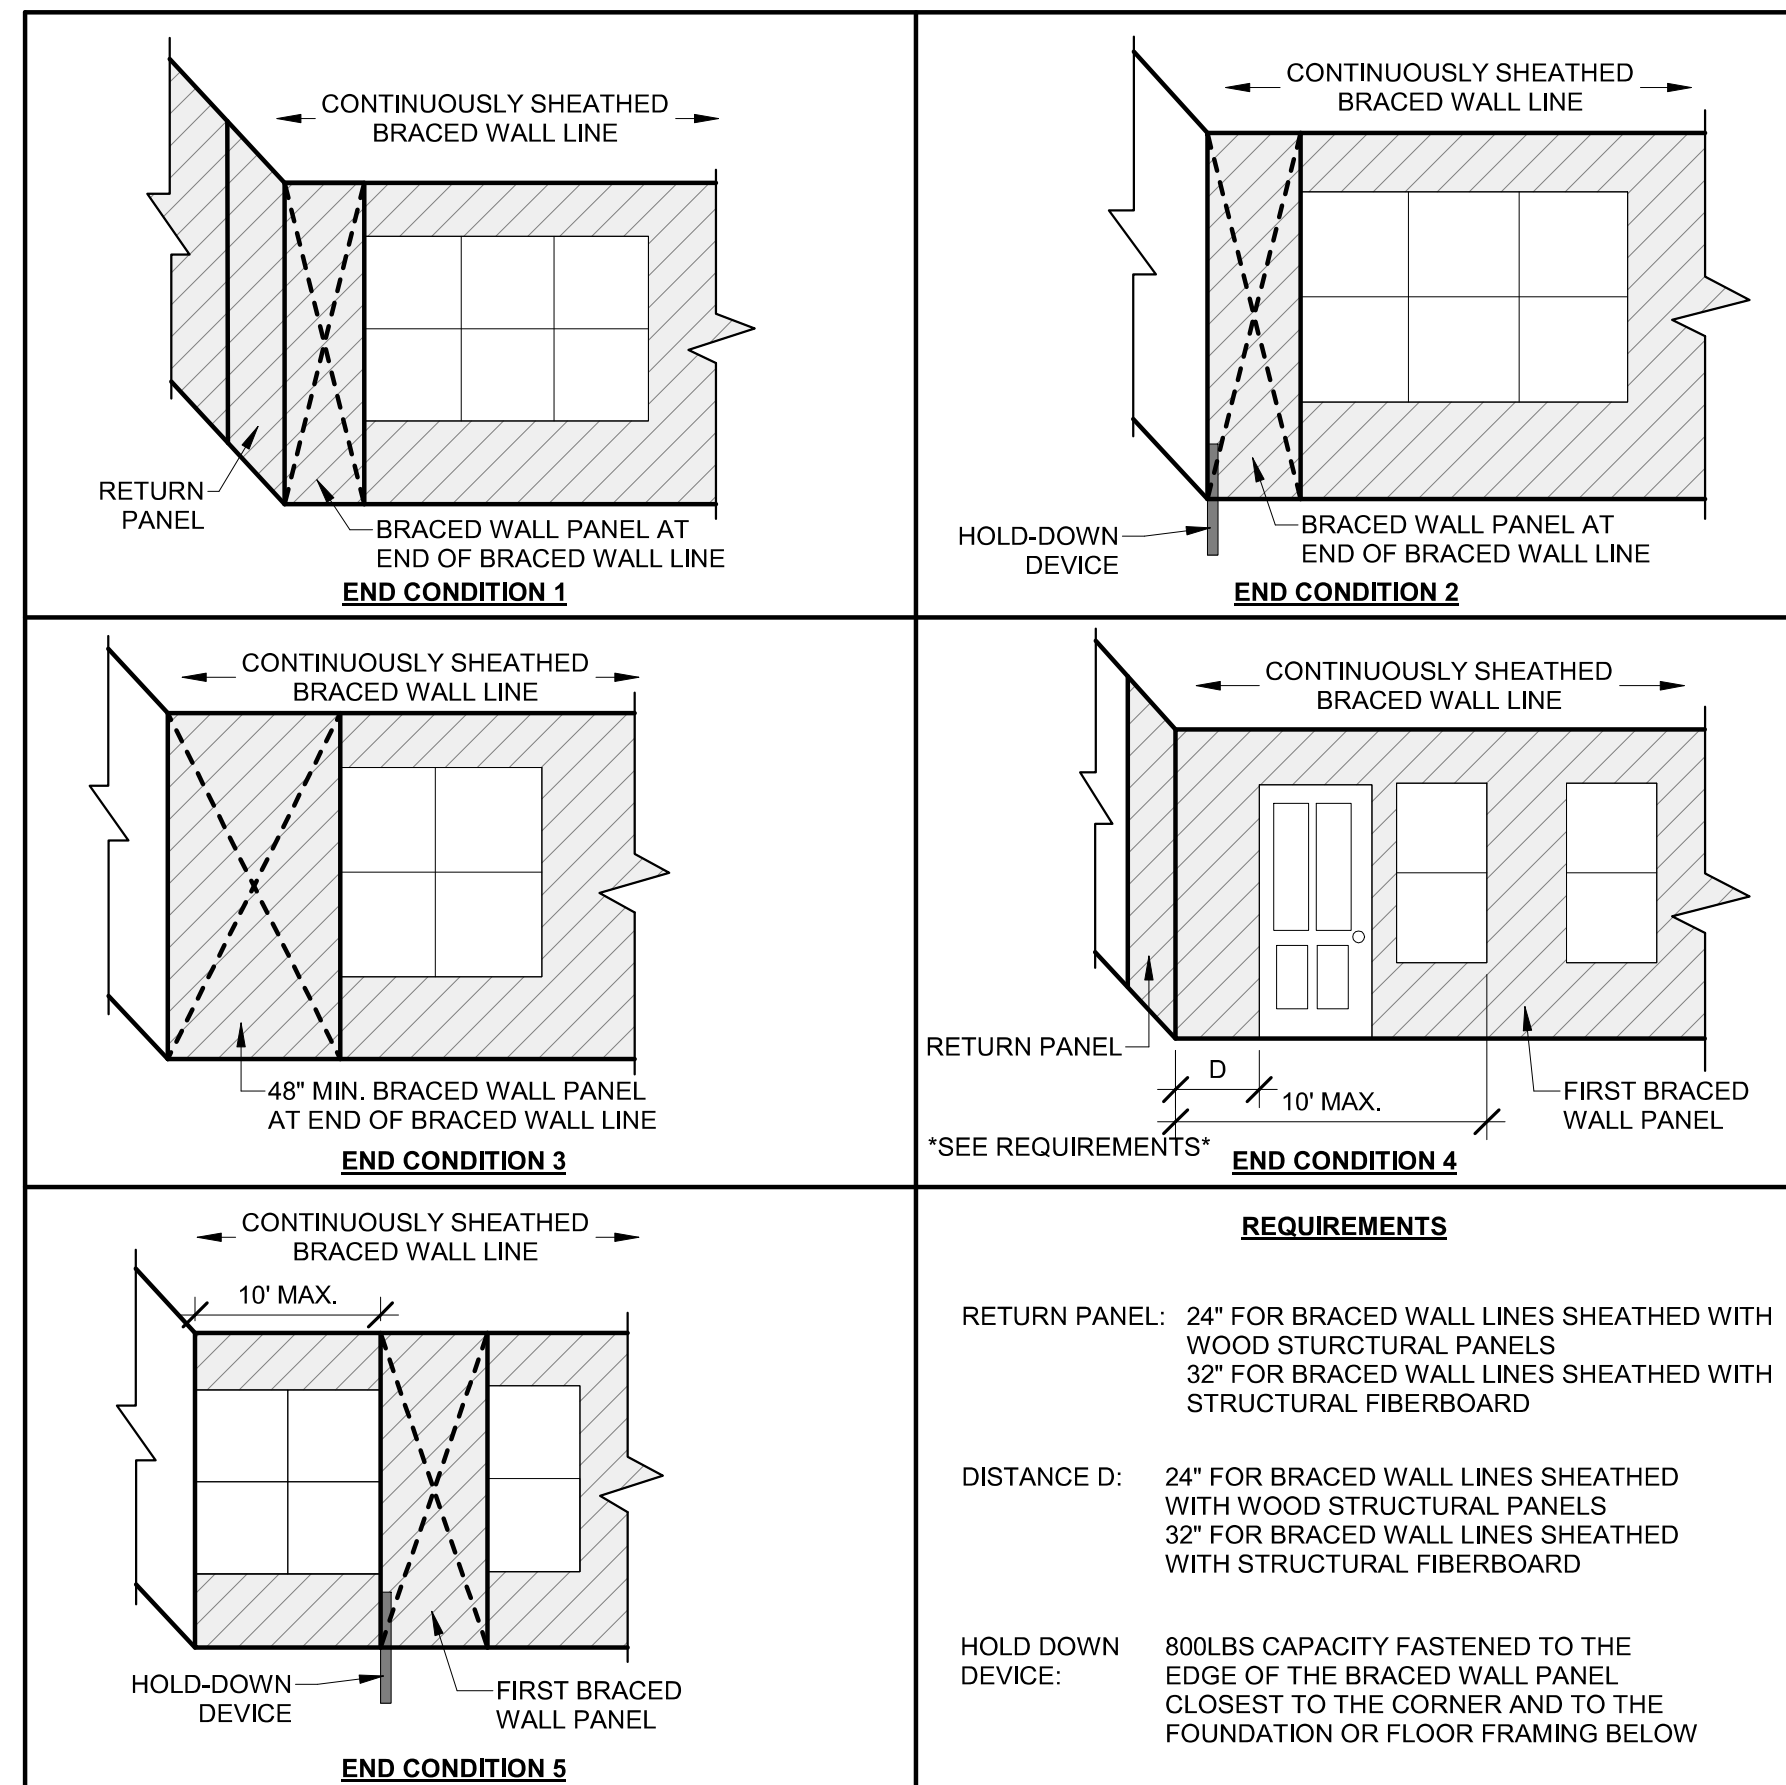 CONTINUOUSLY SHEATHED
BRACED WALL LINE
RETURN
PANEL
BRACED WALL PANEL AT
END OF BRACED WALL LINE
END CONDITION 1
CONTINUOUSLY SHEATHED
BRACED WALL LINE
HOLD-DOWN
DEVICE
BRACED WALL PANEL AT
END OF BRACED WALL LINE
END CONDITION 2
CONTINUOUSLY SHEATHED
BRACED WALL LINE
48" MIN. BRACED WALL PANEL
AT END OF BRACED WALL LINE
END CONDITION 3
CONTINUOUSLY SHEATHED
BRACED WALL LINE
RETURN PANEL
D
10' MAX.
FIRST BRACED
WALL PANEL
*SEE REQUIREMENTS*
END CONDITION 4
CONTINUOUSLY SHEATHED
BRACED WALL LINE
10' MAX.
HOLD-DOWN
DEVICE
FIRST BRACED
WALL PANEL
END CONDITION 5
REQUIREMENTS
RETURN PANEL: 24" FOR BRACED WALL LINES SHEATHED WITH
WOOD STURCTURAL PANELS
32" FOR BRACED WALL LINES SHEATHED WITH
STRUCTURAL FIBERBOARD
DISTANCE D: 24" FOR BRACED WALL LINES SHEATHED
WITH WOOD STRUCTURAL PANELS
32" FOR BRACED WALL LINES SHEATHED
WITH STRUCTURAL FIBERBOARD
HOLD DOWN 800LBS CAPACITY FASTENED TO THE
DEVICE: EDGE OF THE BRACED WALL PANEL
CLOSEST TO THE CORNER AND TO THE
FOUNDATION OR FLOOR FRAMING BELOW